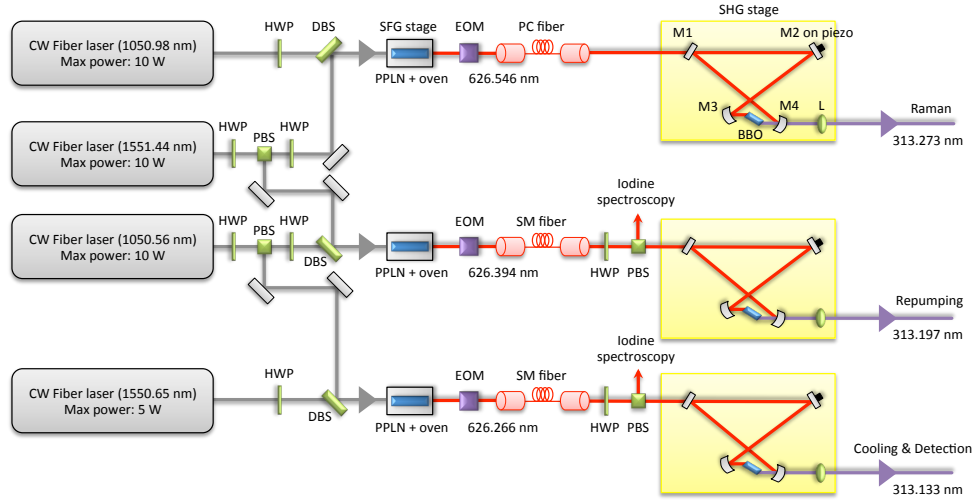 SHG stage
HWP
DBS
SFG stage
EOM
PC fiber
M1
M2 on piezo
CW Fiber laser (1050.98 nm)
Max power: 10 W
PPLN + oven
626.546 nm
M3
M4
L
BBO
Raman
313.273 nm
HWP
PBS
HWP
CW Fiber laser (1551.44 nm)
Max power: 10 W
Iodine
spectroscopy
HWP
PBS
HWP
EOM
SM fiber
CW Fiber laser (1050.56 nm)
Max power: 10 W
DBS
PPLN + oven
626.394 nm
HWP
PBS
Repumping
313.197 nm
Iodine
spectroscopy
HWP
EOM
SM fiber
CW Fiber laser (1550.65 nm)
Max power: 5 W
DBS
PPLN + oven
626.266 nm
HWP
PBS
Cooling & Detection
313.133 nm